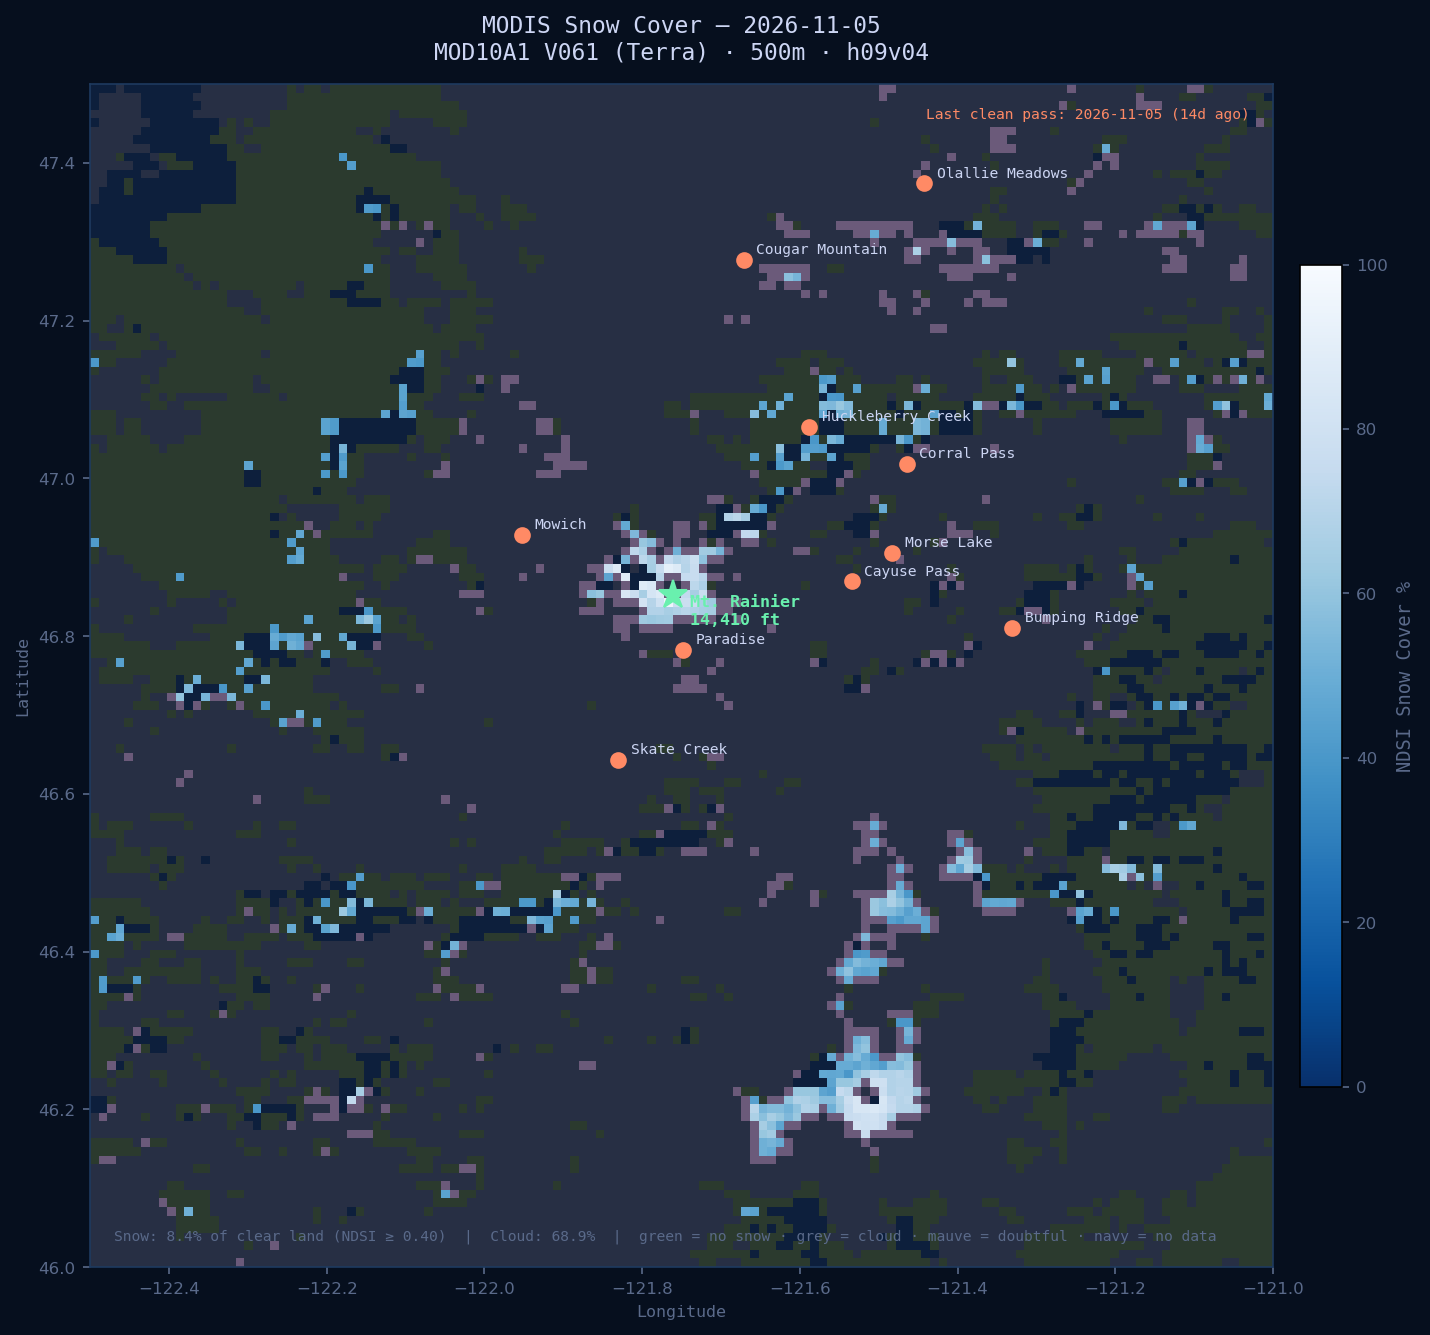 MODIS Snow Cover — 2026-11-05
MOD10A1 V061 (Terra) · 500m · h09v04
Last clean pass: 2026-11-05 (14d ago)
47.4
Olallie Meadows
Cougar Mountain
100
47.2
Huckleberry Creek
80
Corral Pass
47.0
Mowich
Morse Lake
Cayuse Pass
60
Mt. Rainier
14,410 ft
Bumping Ridge
Paradise
46.8
Latitude
NDSI Snow Cover %
Skate Creek
40
46.6
20
46.4
0
46.2
Snow: 8.4% of clear land (NDSI ≥ 0.40) | Cloud: 68.9% | green = no snow · grey = cloud · mauve = doubtful · navy = no data
46.0
−122.4 −122.2 −122.0 −121.8 −121.6 −121.4 −121.2 −121.0
Longitude